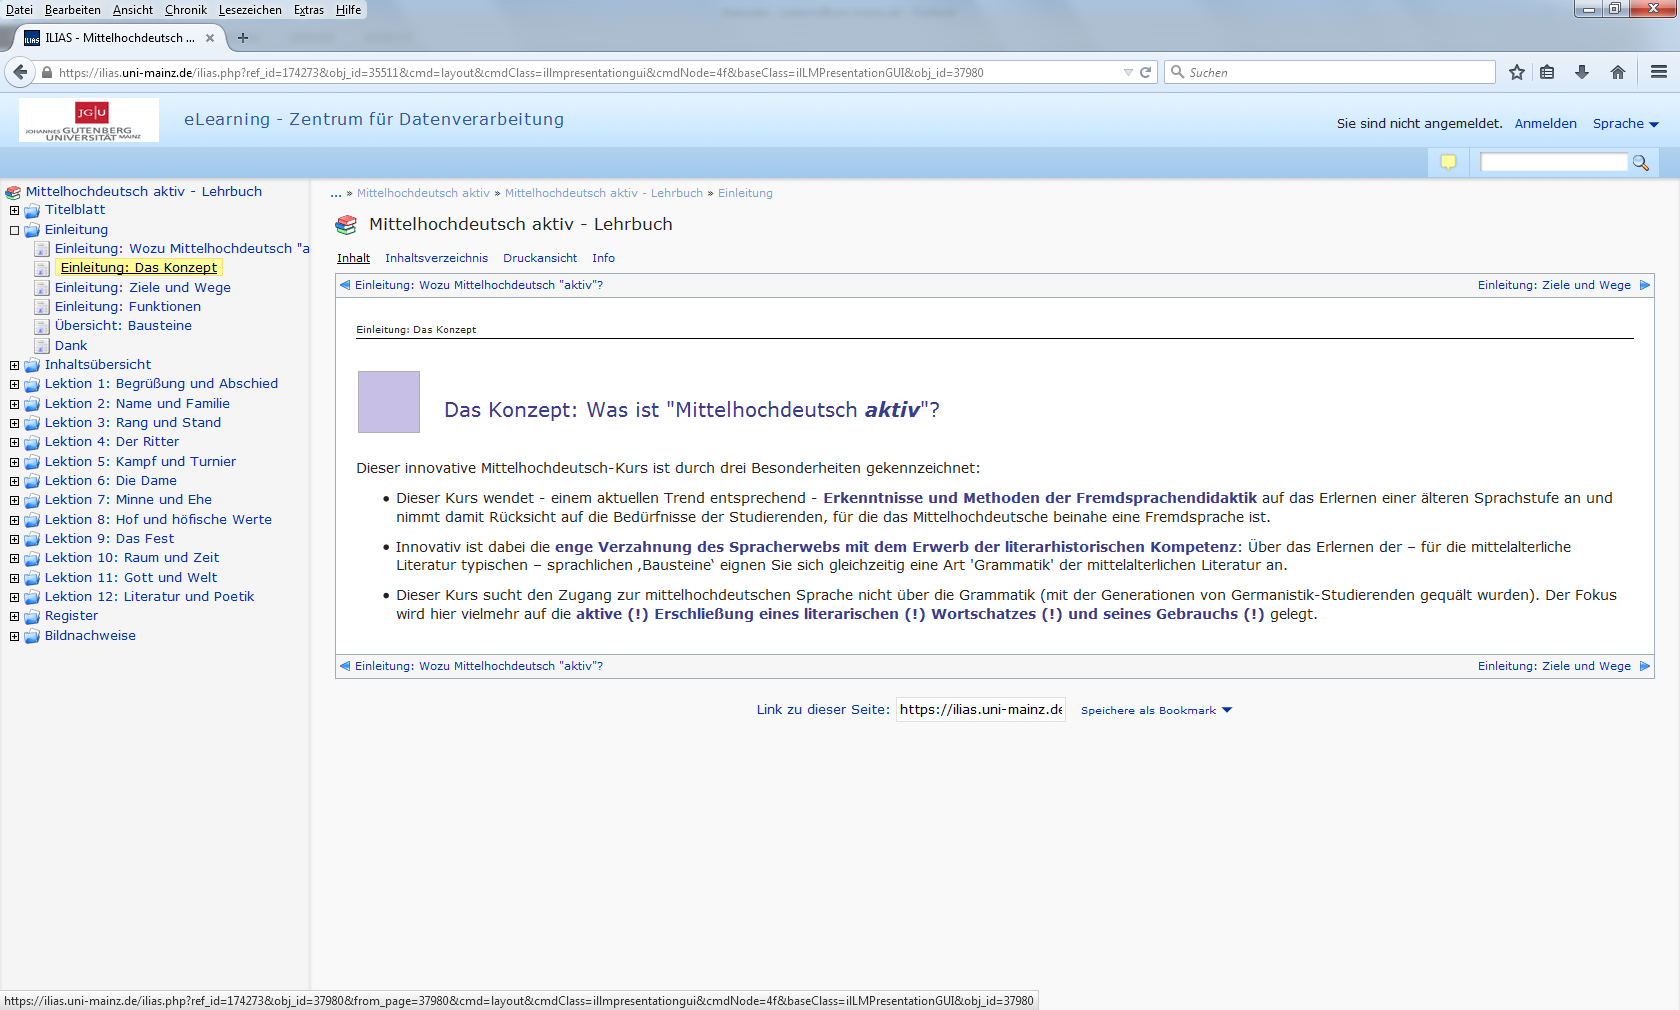 Datei Bearbeiten Ansicht Chronik Lesezeichen Extras Hilfe
ILIAS - Mittelhochdeutsch ...
https://ilias.uni-mainz.de/ilias.php?ref_id=174273&obj_id=35511&cmd=layout&cmdClass=illmpresentationgui&cmdNode=4f&baseClass=ilLMPresentationGUI&obj_id=37980
Suchen
JG|U
JOHANNES GUTENBERG
UNIVERSITÄT MAINZ
eLearning - Zentrum für Datenverarbeitung
Sie sind nicht angemeldet. Anmelden Sprache
Mittelhochdeutsch aktiv - Lehrbuch
Titelblatt
Einleitung
Einleitung: Wozu Mittelhochdeutsch "a
Einleitung: Das Konzept
Einleitung: Ziele und Wege
Einleitung: Funktionen
Übersicht: Bausteine
Dank
Inhaltsübersicht
Lektion 1: Begrüßung und Abschied
Lektion 2: Name und Familie
Lektion 3: Rang und Stand
Lektion 4: Der Ritter
Lektion 5: Kampf und Turnier
Lektion 6: Die Dame
Lektion 7: Minne und Ehe
Lektion 8: Hof und höfische Werte
Lektion 9: Das Fest
Lektion 10: Raum und Zeit
Lektion 11: Gott und Welt
Lektion 12: Literatur und Poetik
Register
Bildnachweise
... » Mittelhochdeutsch aktiv » Mittelhochdeutsch aktiv - Lehrbuch » Einleitung
Mittelhochdeutsch aktiv - Lehrbuch
Inhalt Inhaltsverzeichnis Druckansicht Info
Einleitung: Wozu Mittelhochdeutsch "aktiv"? Einleitung: Ziele und Wege
Einleitung: Das Konzept
Das Konzept: Was ist "Mittelhochdeutsch aktiv"?
Dieser innovative Mittelhochdeutsch-Kurs ist durch drei Besonderheiten gekennzeichnet:
• Dieser Kurs wendet - einem aktuellen Trend entsprechend - Erkenntnisse und Methoden der Fremdsprachendidaktik auf das Erlernen einer älteren Sprachstufe an und
nimmt damit Rücksicht auf die Bedürfnisse der Studierenden, für die das Mittelhochdeutsche beinahe eine Fremdsprache ist.
• Innovativ ist dabei die enge Verzahnung des Spracherwebs mit dem Erwerb der literarhistorischen Kompetenz: Über das Erlernen der – für die mittelalterliche
Literatur typischen – sprachlichen ‚Bausteine‘ eignen Sie sich gleichzeitig eine Art 'Grammatik' der mittelalterlichen Literatur an.
• Dieser Kurs sucht den Zugang zur mittelhochdeutschen Sprache nicht über die Grammatik (mit der Generationen von Germanistik-Studierenden gequält wurden). Der Fokus
wird hier vielmehr auf die aktive (!) Erschließung eines literarischen (!) Wortschatzes (!) und seines Gebrauchs (!) gelegt.
Einleitung: Wozu Mittelhochdeutsch "aktiv"? Einleitung: Ziele und Wege
Link zu dieser Seite: https://ilias.uni-mainz.de Speichere als Bookmark
https://ilias.uni-mainz.de/ilias.php?ref_id=174273&obj_id=37980&from_page=37980&cmd=layout&cmdClass=illmpresentationgui&cmdNode=4f&baseClass=ilLMPresentationGUI&obj_id=37980